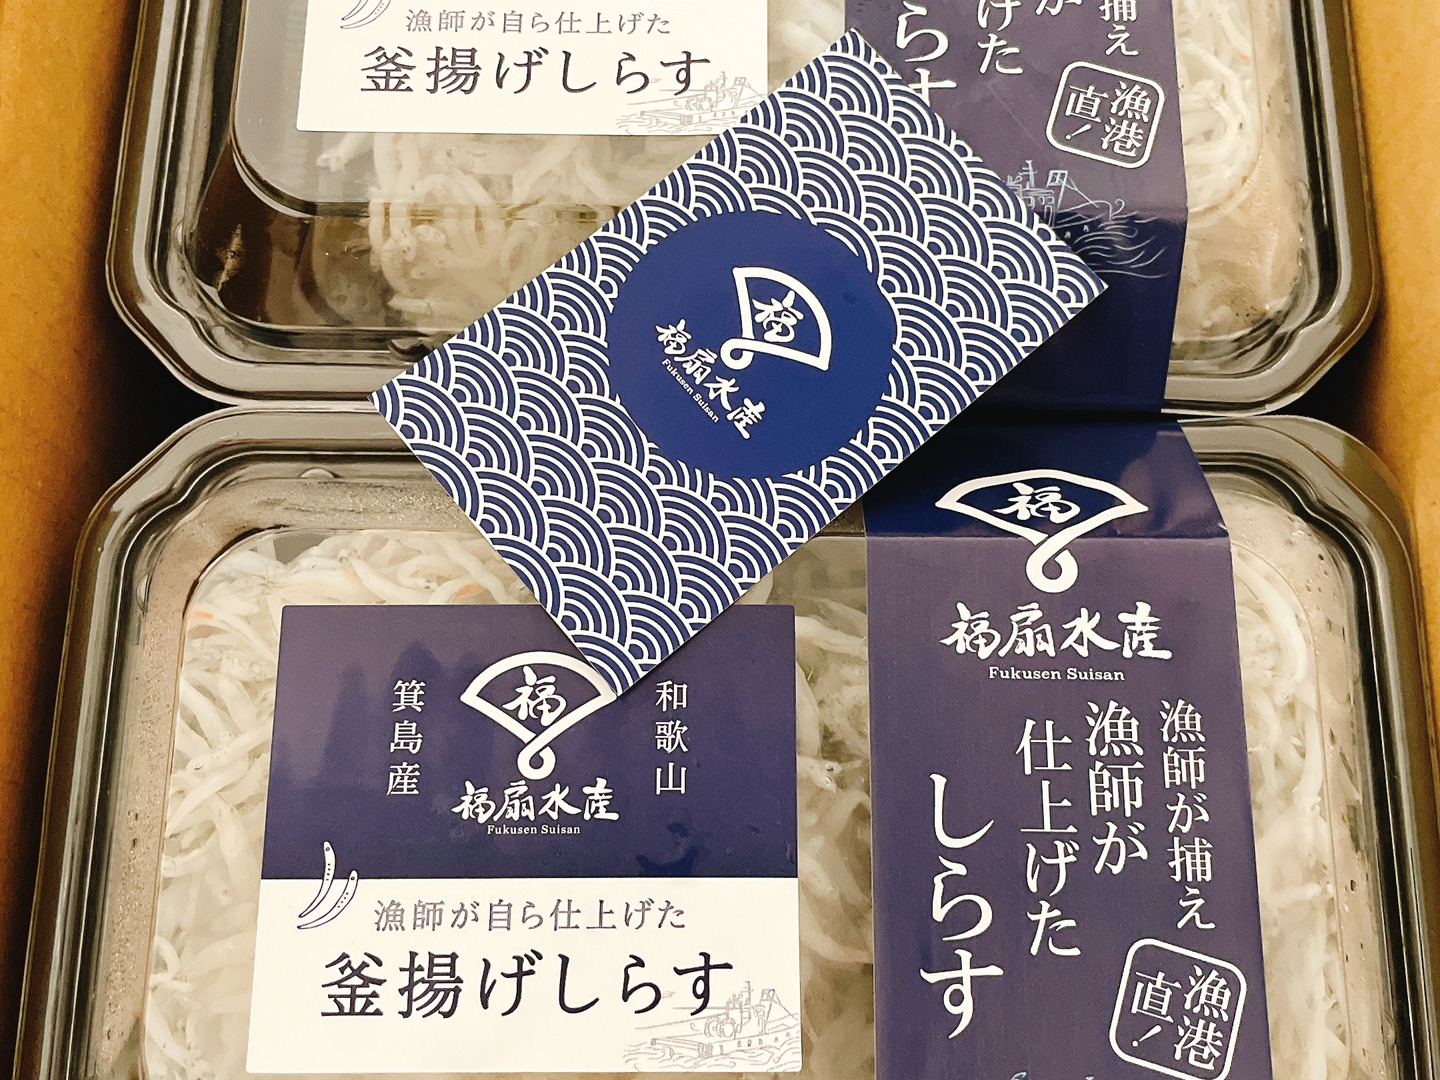 漁師が自ら仕上げた
釜揚げしらす
捕え
が
げた
らす
漁港
直!
福
福扇水産
Fukusen Suisan
福
福扇水産
Fukusen Suisan
漁師が捕え
漁師が
仕上げた
しらす
漁港
直!
和歌山
箕島産
福
福扇水産
Fukusen Suisan
漁師が自ら仕上げた
釜揚げしらす